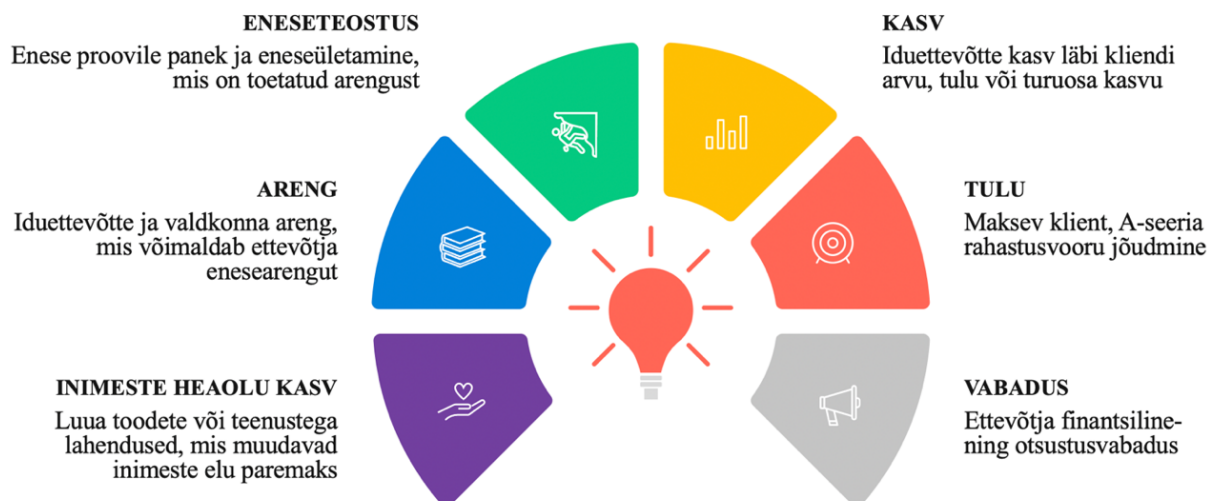 ENESETEOSTUS
Enese proovile panek ja eneseületamine,
mis on toetatud arengust
KASV
Iduettevõtte kasv läbi kliendi
arvu, tulu või turuosa kasvu
ARENG
Iduettevõtte ja valdkonna areng,
mis võimaldab ettevõtja
enesearengut
TULU
Maksev klient, A-seeria
rahastusvooru jõudmine
INIMESTE HEAOLU KASV
Luua toodete või teenustega
lahendused, mis muudavad
inimeste elu paremaks
VABADUS
Ettevõtja finantsiline-
ning otsustusvabadus